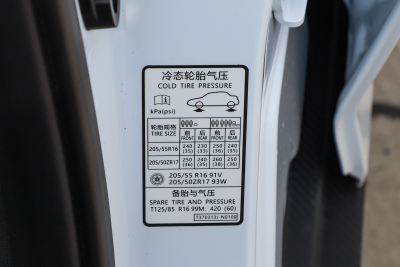 冷态轮胎气压
COLD TIRE PRESSURE
kPa(psi)
轮胎规格 前 后 前 后
TIRE SIZE FRONT REAR FRONT REAR
205/55R16 240 (35) 230 (33) 250 (36) 240 (35)
205/50ZR17 250 (36) 240 (35) 260 (38) 250 (36)
205/55 R16 91V
205/50ZR17 93W
备胎与气压
SPARE TIRE AND PRESSURE
T125/85 R16 99M: 420 (60)